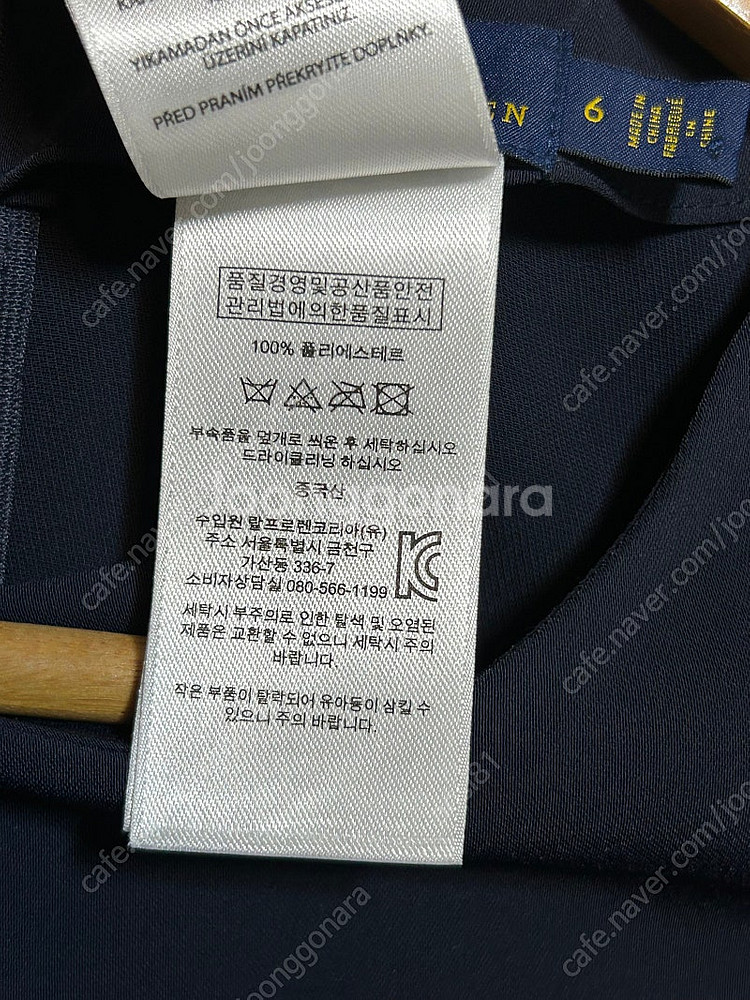 YIKAMADAN ÖNCE AKSES
ÜZERİNİ KAPATINIZ.
PŘED PRANÍM PŘEKRYJTE DOPLŇKY.
EN
6
MADE IN
CHINA
FABRIQUÉ
EN
CHINE
품질경영및공산품안전
관리법에의한품질표시
100% 폴리에스테르
부속품을 덮개로 씌운 후 세탁하십시오
드라이클리닝 하십시오
중국산
수입원 랄프로렌코리아(유)
주소 서울특별시 금천구
가산동 336-7
소비자상담실 080-566-1199
세탁시 부주의로 인한 탈색 및 오염된
제품은 교환할 수 없으니 세탁시 주의
바랍니다.
작은 부품이 탈락되어 유아동이 삼킬 수
있으니 주의 바랍니다.
joonggonara
cafe.naver.com/joonggonara